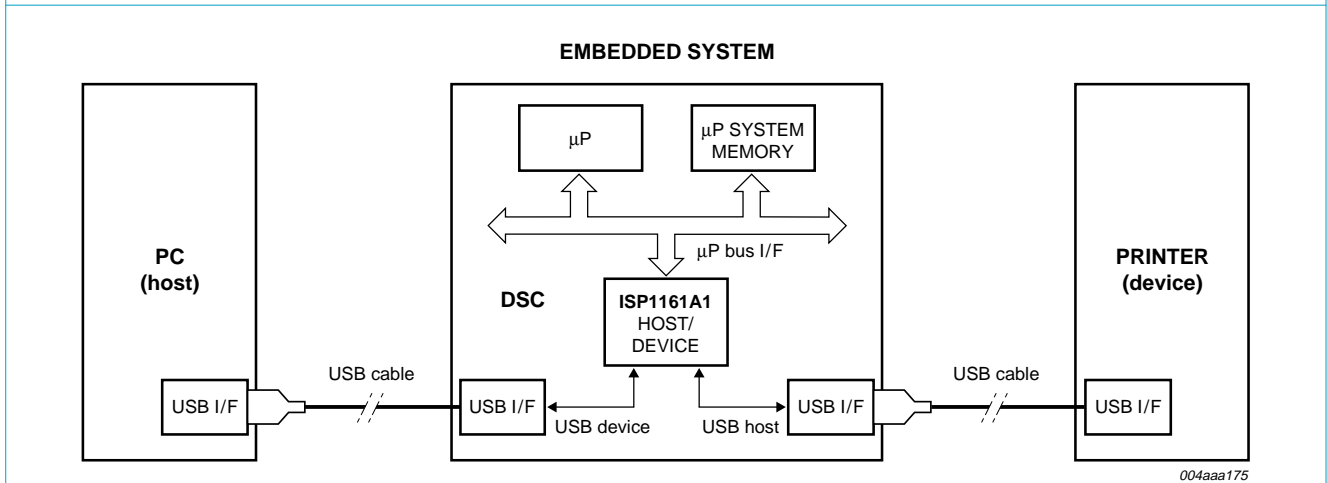 EMBEDDED SYSTEM
PC
(host)
USB I/F
USB cable
DSC
μP
μP SYSTEM
MEMORY
μP bus I/F
ISP1161A1
HOST/
DEVICE
USB I/F
USB device
USB host
USB I/F
USB cable
PRINTER
(device)
USB I/F
004aaa175